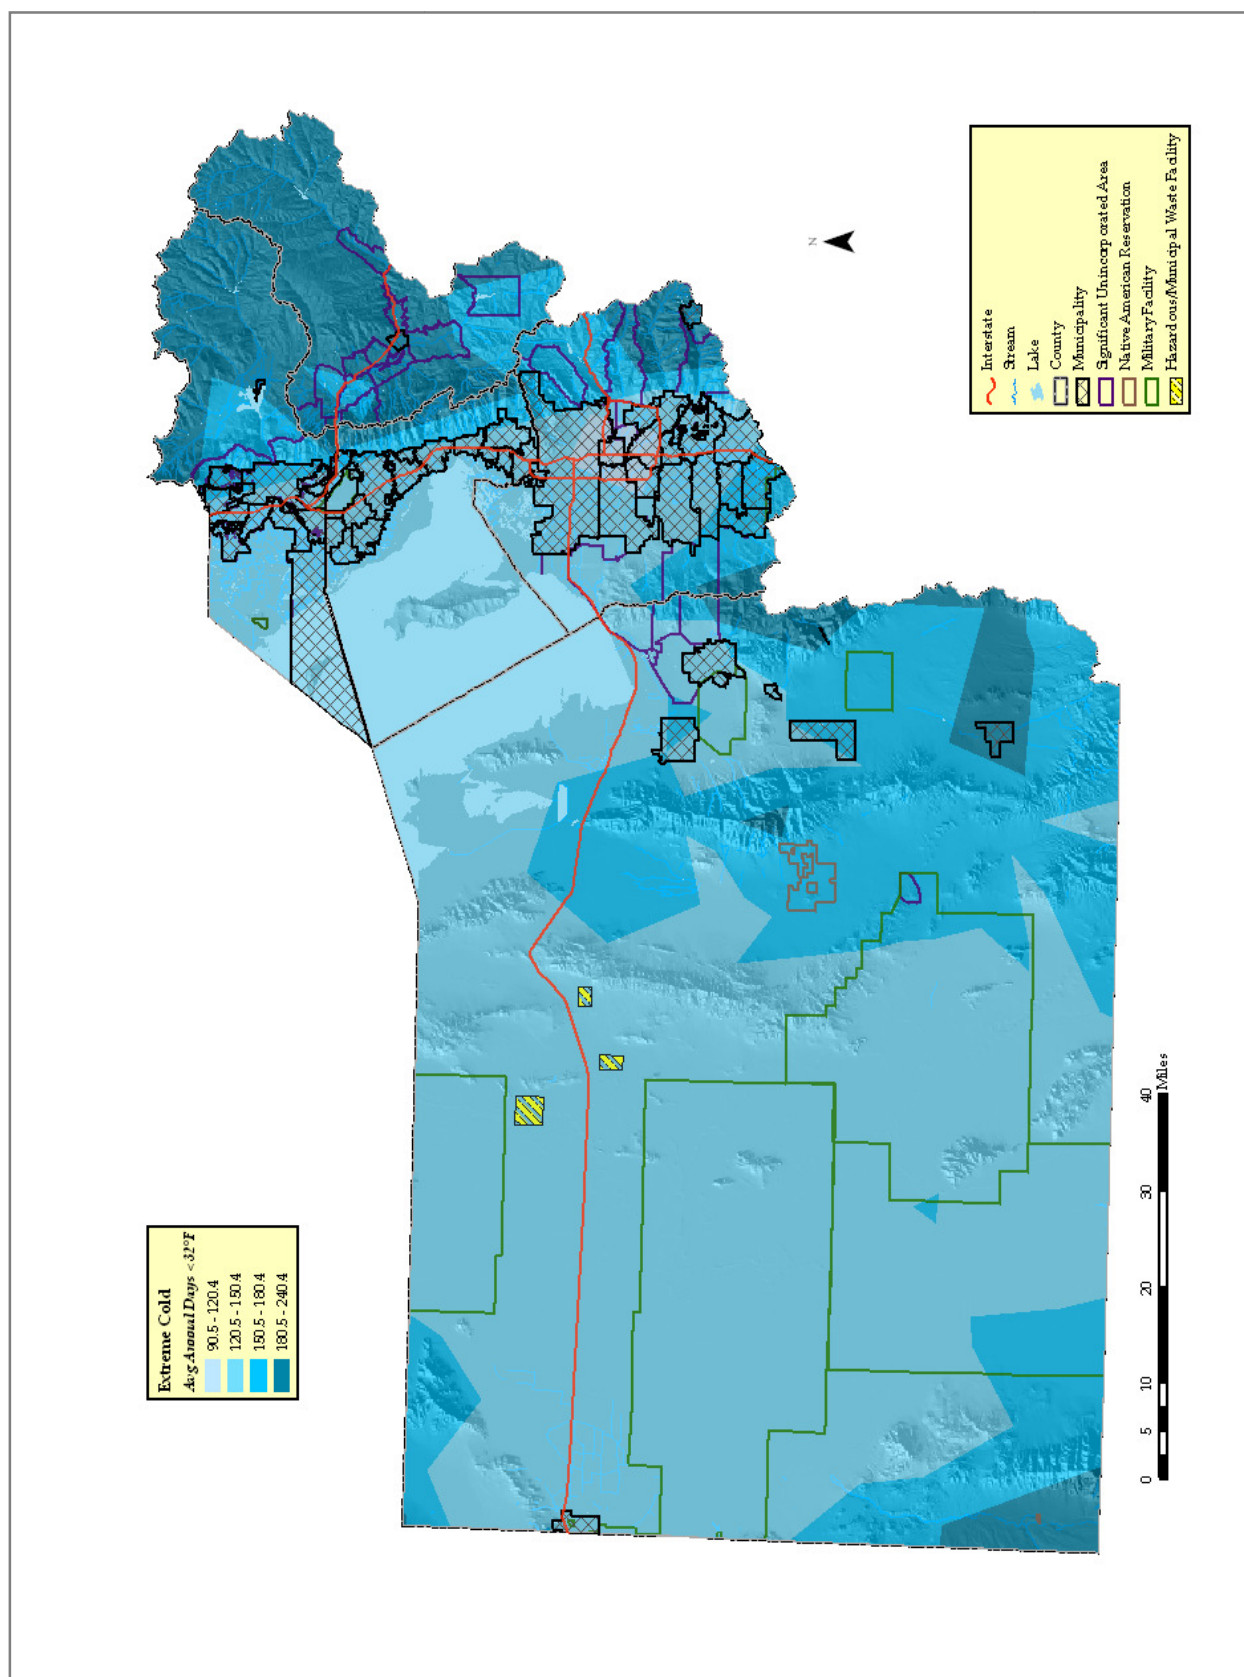 Extreme Cold
Avg Annual Days < 32°F
90.5 - 120.4
120.5 - 150.4
150.5 - 180.4
180.5 - 240.4
N
Interstate
Stream
Lake
County
Municipality
Significant Unincorporated Area
Native American Reservation
Military Facility
Hazardous/Municipal Waste Facility
0 5 10 20 30 40
Miles